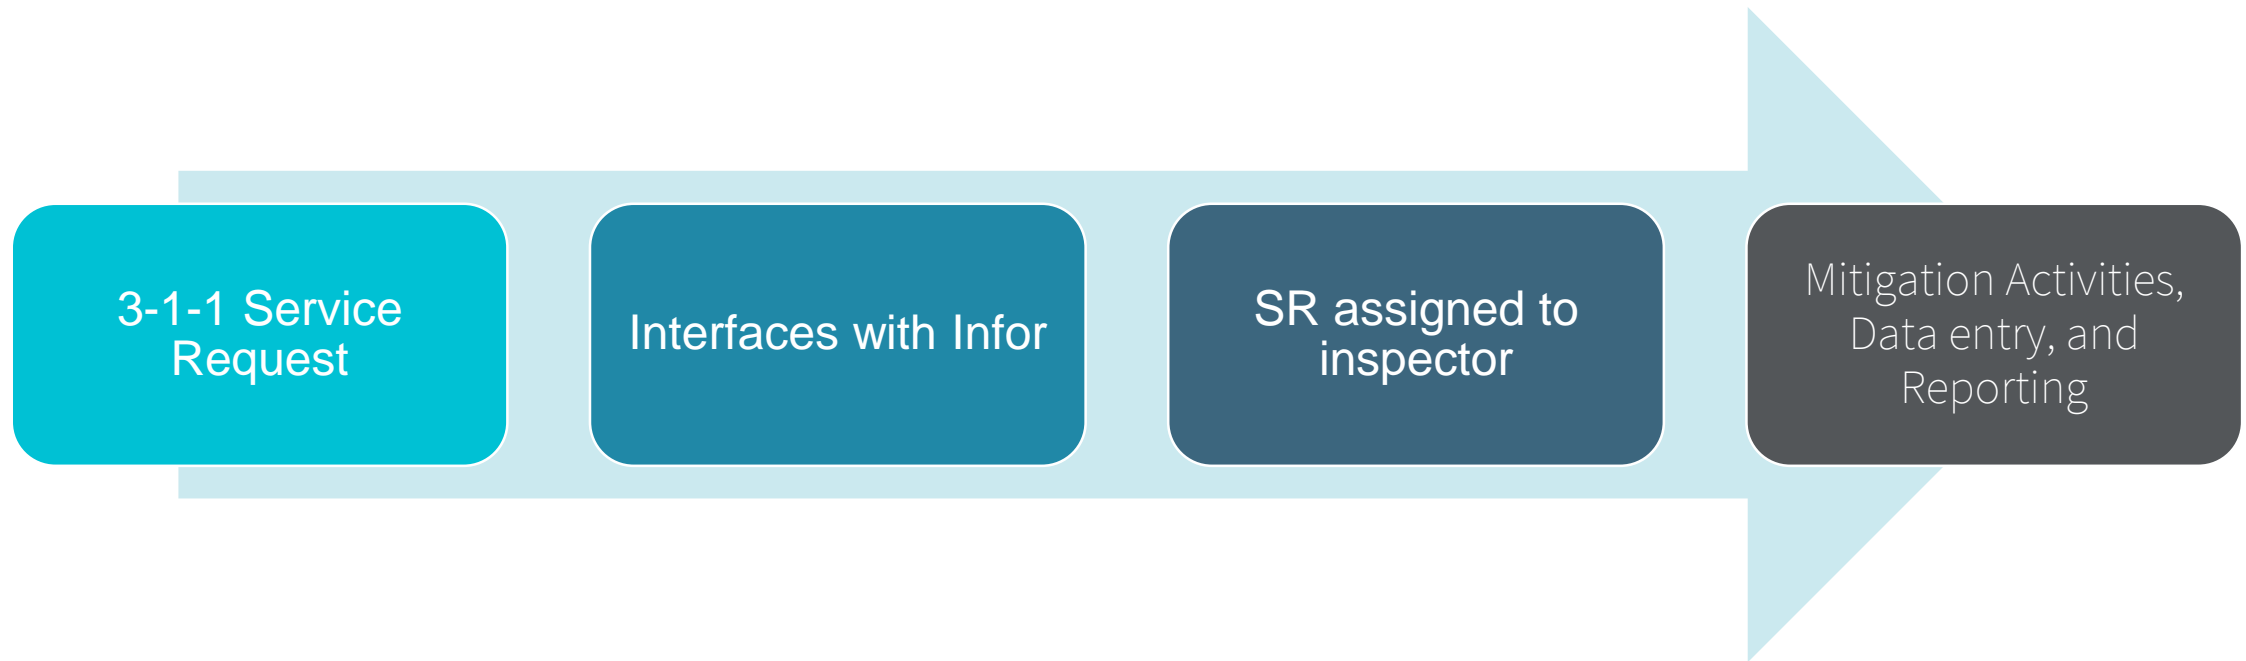 3-1-1 Service
Request
Interfaces with Infor
SR assigned to
inspector
Mitigation Activities,
Data entry, and
Reporting